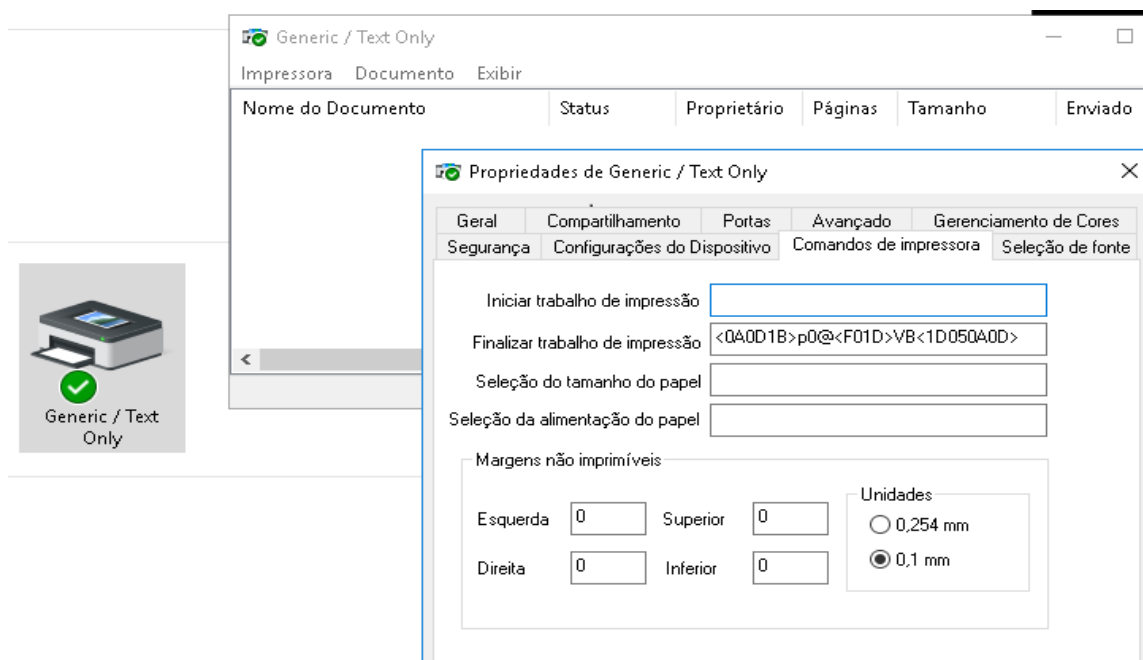 Generic / Text Only
Impressora Documento Exibir
Nome do Documento Status Proprietário Páginas Tamanho Enviado
Propriedades de Generic / Text Only
Geral Compartilhamento Portas Avançado Gerenciamento de Cores
Segurança Configurações do Dispositivo Comandos de impressora Seleção de fonte
Iniciar trabalho de impressão
Finalizar trabalho de impressão <0A0D1B>p0@<F01D>VB<1D050A0D>
Seleção do tamanho do papel
Seleção da alimentação do papel
Margens não imprimíveis
Esquerda 0 Superior 0
Direita 0 Inferior 0
Unidades
0,254 mm
0,1 mm
Generic / Text
Only